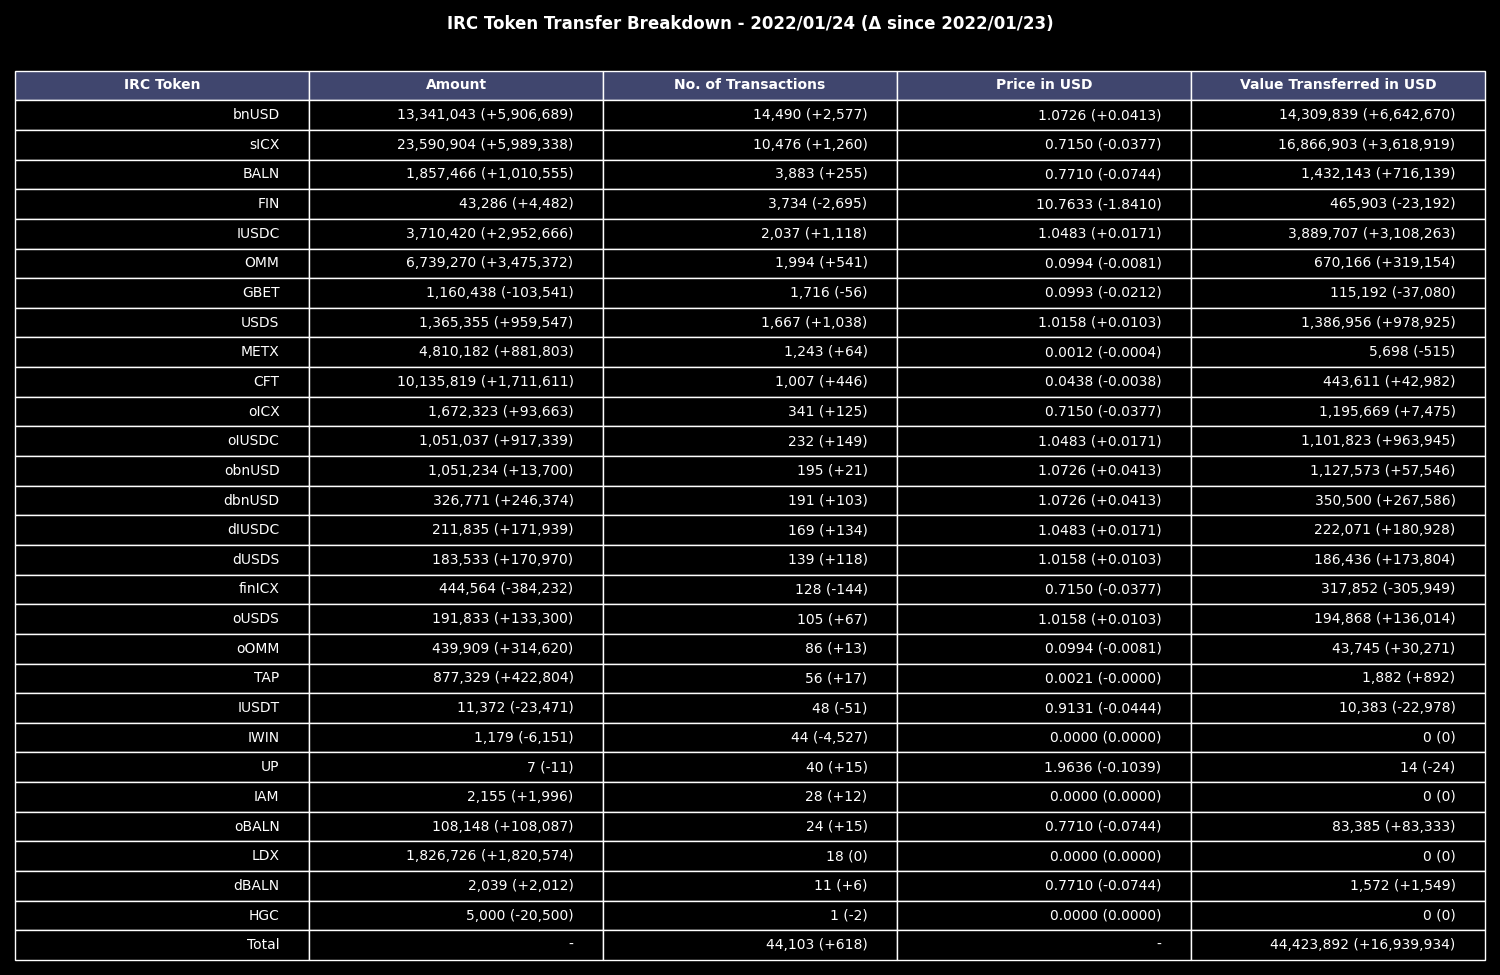 IRC Token Transfer Breakdown - 2022/01/24 (Δ since 2022/01/23)
IRC Token Amount No. of Transactions Price in USD Value Transferred in USD
bnUSD 13,341,043 (+5,906,689) 14,490 (+2,577) 1.0726 (+0.0413) 14,309,839 (+6,642,670)
sICX 23,590,904 (+5,989,338) 10,476 (+1,260) 0.7150 (-0.0377) 16,866,903 (+3,618,919)
BALN 1,857,466 (+1,010,555) 3,883 (+255) 0.7710 (-0.0744) 1,432,143 (+716,139)
FIN 43,286 (+4,482) 3,734 (-2,695) 10.7633 (-1.8410) 465,903 (-23,192)
IUSDC 3,710,420 (+2,952,666) 2,037 (+1,118) 1.0483 (+0.0171) 3,889,707 (+3,108,263)
OMM 6,739,270 (+3,475,372) 1,994 (+541) 0.0994 (-0.0081) 670,166 (+319,154)
GBET 1,160,438 (-103,541) 1,716 (-56) 0.0993 (-0.0212) 115,192 (-37,080)
USDS 1,365,355 (+959,547) 1,667 (+1,038) 1.0158 (+0.0103) 1,386,956 (+978,925)
METX 4,810,182 (+881,803) 1,243 (+64) 0.0012 (-0.0004) 5,698 (-515)
CFT 10,135,819 (+1,711,611) 1,007 (+446) 0.0438 (-0.0038) 443,611 (+42,982)
oICX 1,672,323 (+93,663) 341 (+125) 0.7150 (-0.0377) 1,195,669 (+7,475)
oIUSDC 1,051,037 (+917,339) 232 (+149) 1.0483 (+0.0171) 1,101,823 (+963,945)
obnUSD 1,051,234 (+13,700) 195 (+21) 1.0726 (+0.0413) 1,127,573 (+57,546)
dbnUSD 326,771 (+246,374) 191 (+103) 1.0726 (+0.0413) 350,500 (+267,586)
dIUSDC 211,835 (+171,939) 169 (+134) 1.0483 (+0.0171) 222,071 (+180,928)
dUSDS 183,533 (+170,970) 139 (+118) 1.0158 (+0.0103) 186,436 (+173,804)
finICX 444,564 (-384,232) 128 (-144) 0.7150 (-0.0377) 317,852 (-305,949)
oUSDS 191,833 (+133,300) 105 (+67) 1.0158 (+0.0103) 194,868 (+136,014)
oOMM 439,909 (+314,620) 86 (+13) 0.0994 (-0.0081) 43,745 (+30,271)
TAP 877,329 (+422,804) 56 (+17) 0.0021 (-0.0000) 1,882 (+892)
IUSDT 11,372 (-23,471) 48 (-51) 0.9131 (-0.0444) 10,383 (-22,978)
IWIN 1,179 (-6,151) 44 (-4,527) 0.0000 (0.0000) 0 (0)
UP 7 (-11) 40 (+15) 1.9636 (-0.1039) 14 (-24)
IAM 2,155 (+1,996) 28 (+12) 0.0000 (0.0000) 0 (0)
oBALN 108,148 (+108,087) 24 (+15) 0.7710 (-0.0744) 83,385 (+83,333)
LDX 1,826,726 (+1,820,574) 18 (0) 0.0000 (0.0000) 0 (0)
dBALN 2,039 (+2,012) 11 (+6) 0.7710 (-0.0744) 1,572 (+1,549)
HGC 5,000 (-20,500) 1 (-2) 0.0000 (0.0000) 0 (0)
Total - 44,103 (+618) - 44,423,892 (+16,939,934)